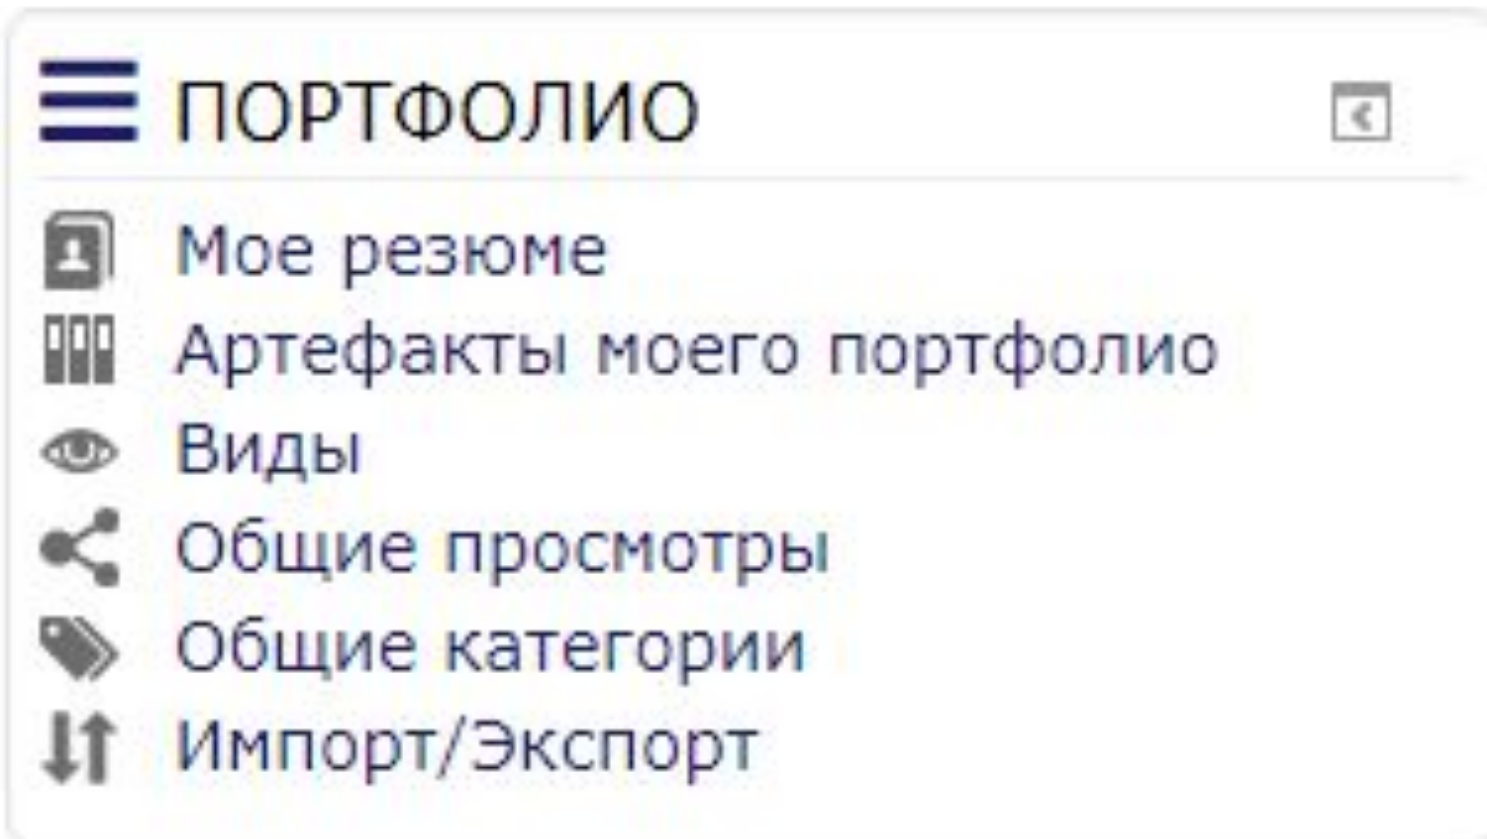 ПОРТФОЛИО
Мое резюме
Артефакты моего портфолио
Виды
Общие просмотры
Общие категории
Импорт/Экспорт